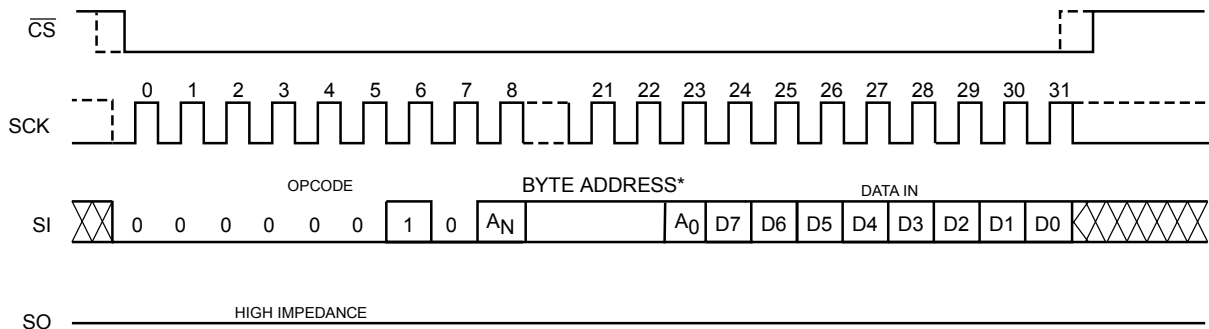 CS
0 1 2 3 4 5 6 7 8 21 22 23 24 25 26 27 28 29 30 31
SCK
OPCODE BYTE ADDRESS* DATA IN
SI 0 0 0 0 0 0 1 0 AN A0 D7 D6 D5 D4 D3 D2 D1 D0
HIGH IMPEDANCE
SO